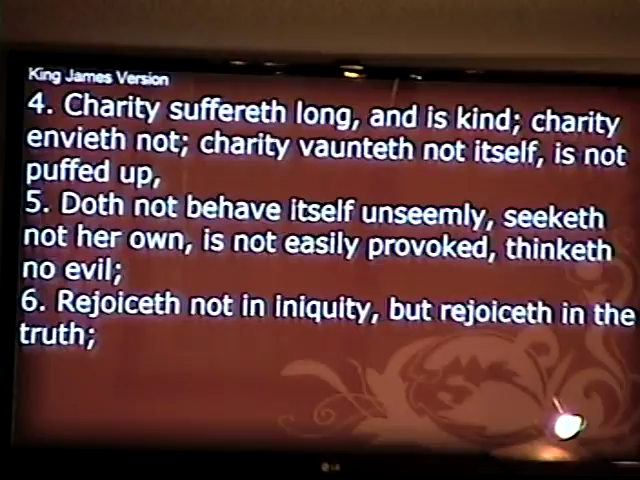 King James Version
4. Charity suffereth long, and is kind; charity
envieth not; charity vaunteth not itself, is not
puffed up,
5. Doth not behave itself unseemly, seeketh
not her own, is not easily provoked, thinketh
no evil;
6. Rejoiceth not in iniquity, but rejoiceth in the
truth;
LG